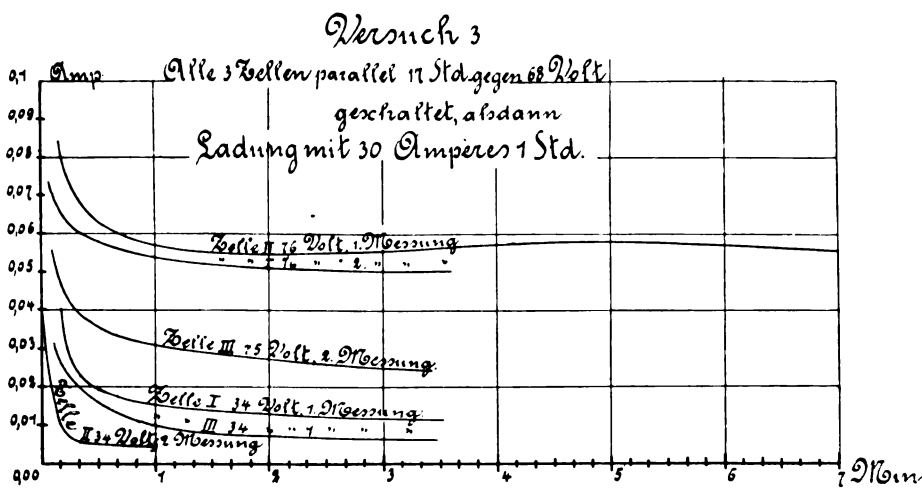 Versuch 3
Alle 3 Zellen parallel 17 Std. gegen 68 Volt
geschaltet, alsdann
Ladung mit 30 Ampères 1 Std.
Amp.
0,1
0,09
0,08
0,07
0,06
0,05
0,04
0,03
0,02
0,01
0,00
Zelle II 76 Volt, 1. Messung
" " 76 " " 2. " " "
Zelle III 75 Volt, 2. Messung.
Zelle I 34 Volt, 1. Messung.
" " III 34 " " 1. " " "
Zelle II 34 Volt, 2 Messung
1 2 3 4 5 6 7 Min.